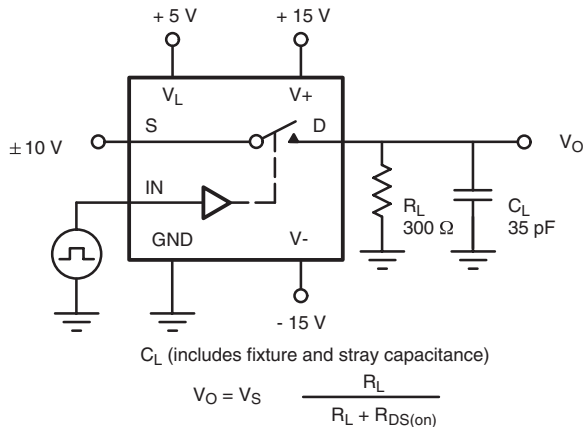 + 5 V
+ 15 V
V_L
V+
S
D
± 10 V
V_O
IN
R_L
300 Ω
C_L
35 pF
GND
V-
- 15 V
C_L (includes fixture and stray capacitance)
V_O = V_S R_L
R_L + R_DS(on)